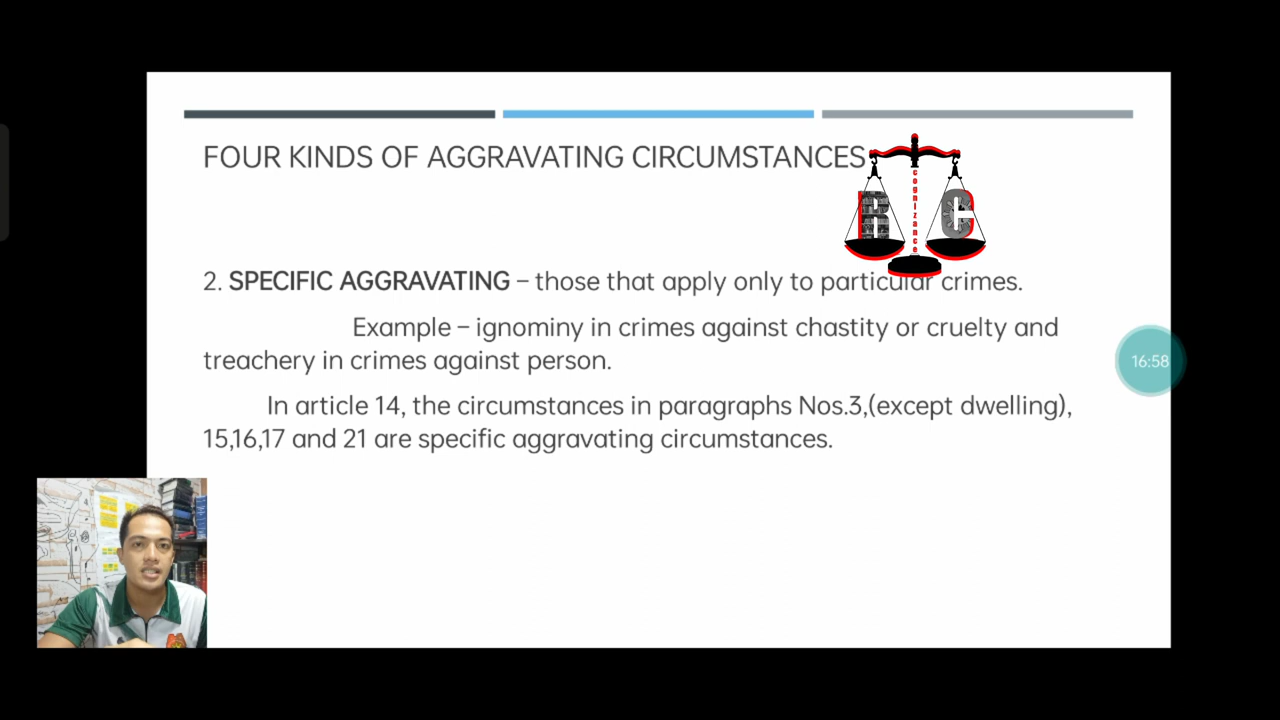 FOUR KINDS OF AGGRAVATING CIRCUMSTANCES
R cognizance C
2. SPECIFIC AGGRAVATING – those that apply only to particular crimes.
Example – ignominy in crimes against chastity or cruelty and
treachery in crimes against person.
In article 14, the circumstances in paragraphs Nos.3,(except dwelling),
15,16,17 and 21 are specific aggravating circumstances.
16:58